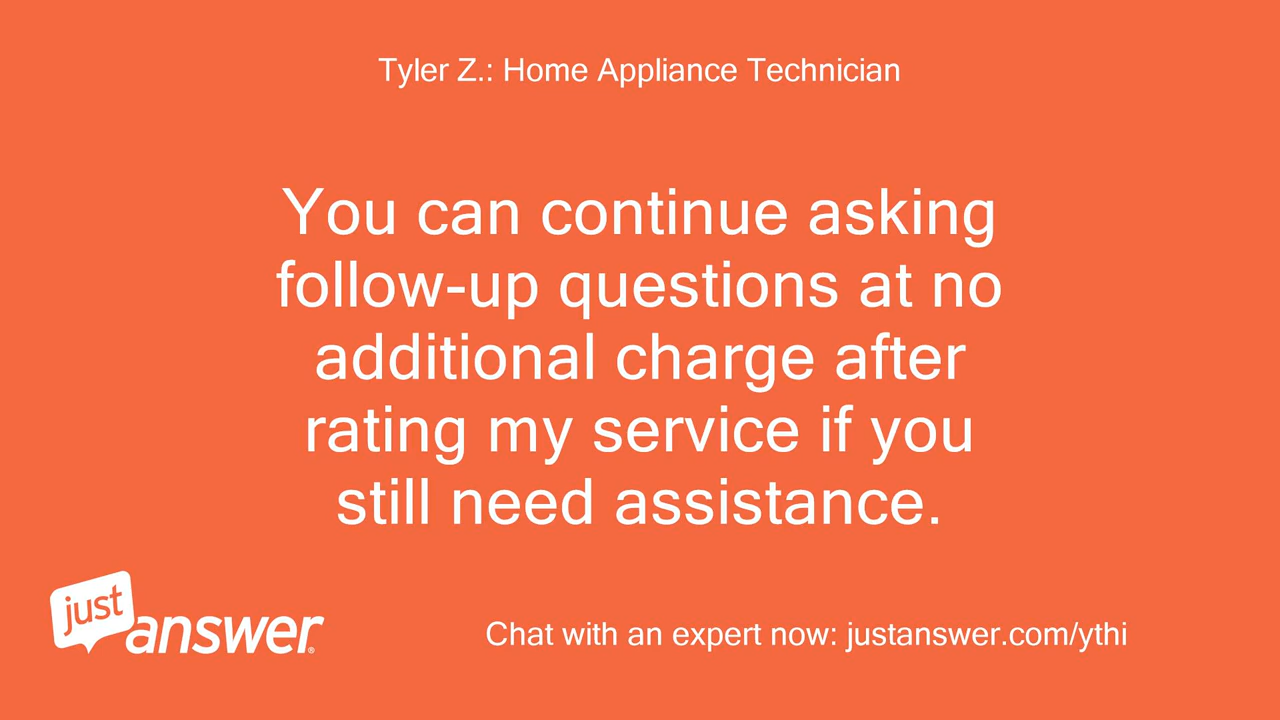 Tyler Z.: Home Appliance Technician
You can continue asking
follow-up questions at no
additional charge after
rating my service if you
still need assistance.
just
answer®
Chat with an expert now: justanswer.com/ythi